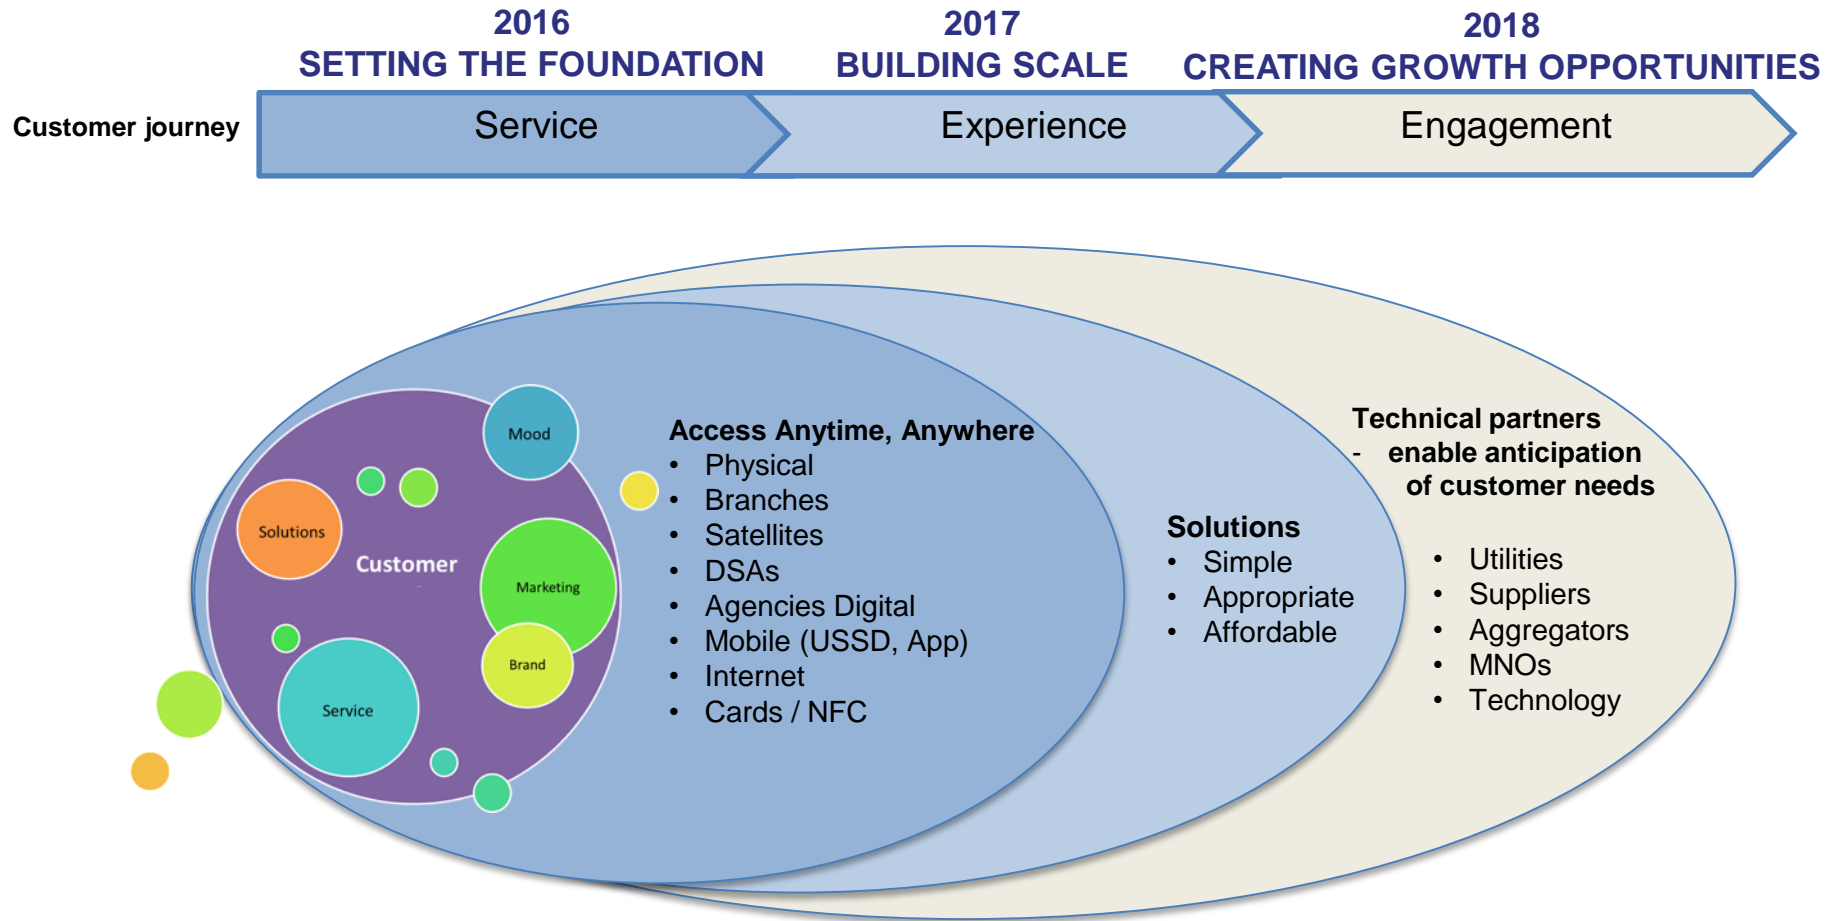 2016
SETTING THE FOUNDATION
2017
BUILDING SCALE
2018
CREATING GROWTH OPPORTUNITIES
Customer journey
Service
Experience
Engagement
Mood
Solutions
Customer
Marketing
Brand
Service
Access Anytime, Anywhere
• Physical
• Branches
• Satellites
• DSAs
• Agencies Digital
• Mobile (USSD, App)
• Internet
• Cards / NFC
Solutions
• Simple
• Appropriate
• Affordable
Technical partners
- enable anticipation
of customer needs
• Utilities
• Suppliers
• Aggregators
• MNOs
• Technology